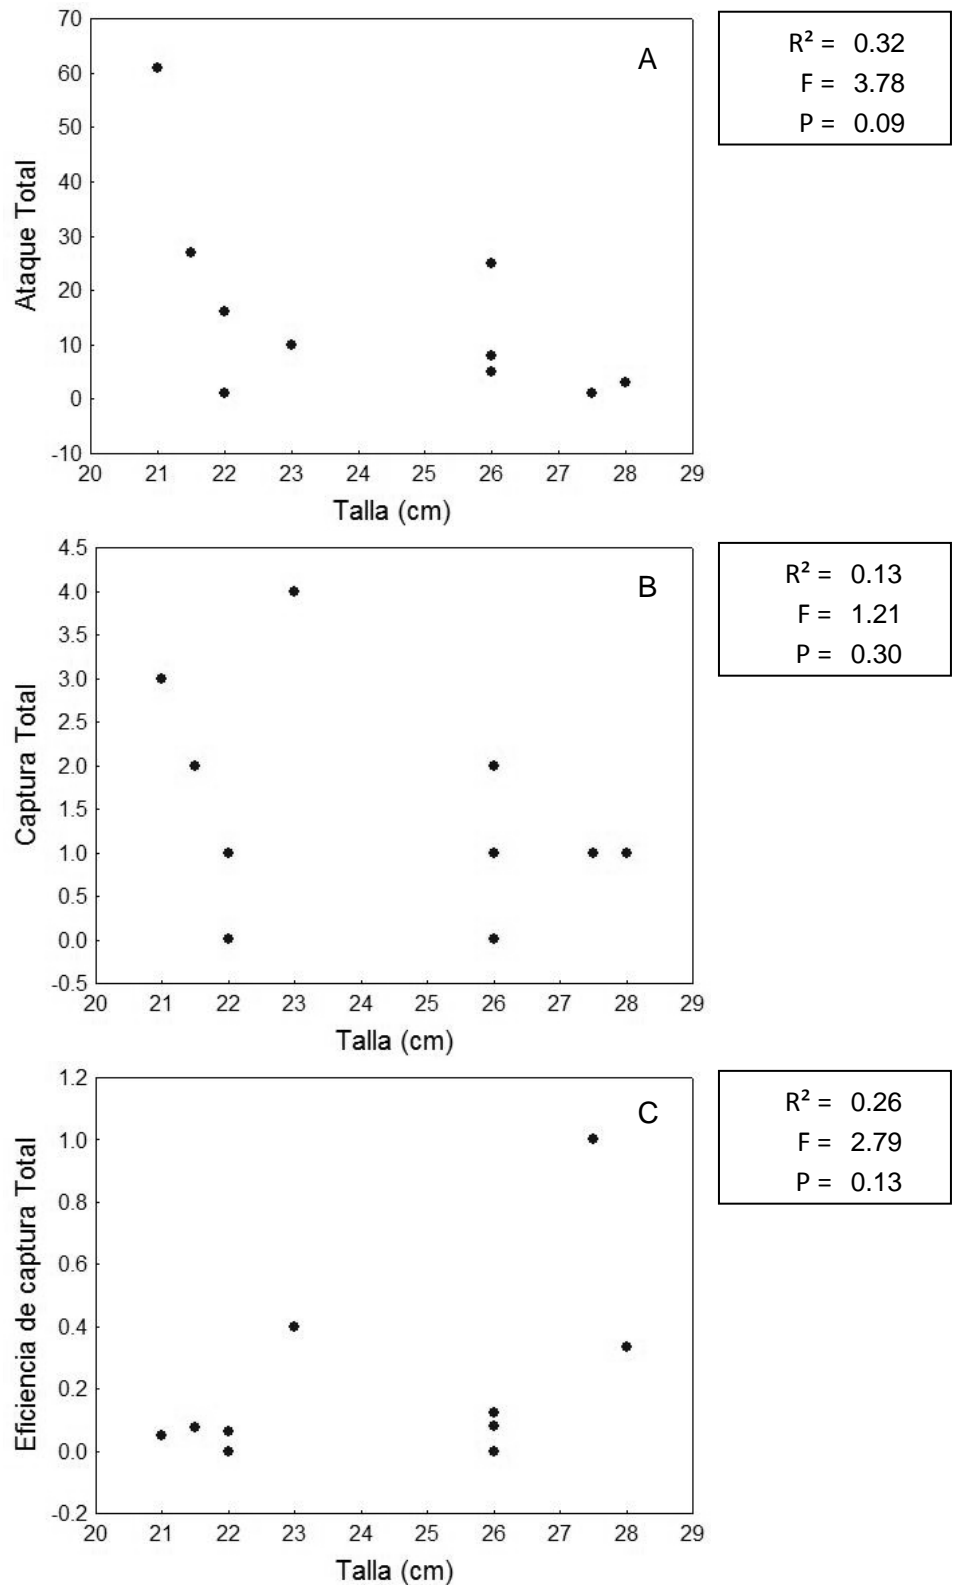 70
60
50
40
30
20
10
0
-10
Ataque Total
A
20 21 22 23 24 25 26 27 28 29
Talla (cm)
R² = 0.32
F = 3.78
P = 0.09
4.5
4.0
3.5
3.0
2.5
2.0
1.5
1.0
0.5
0.0
-0.5
Captura Total
B
20 21 22 23 24 25 26 27 28 29
Talla (cm)
R² = 0.13
F = 1.21
P = 0.30
1.2
1.0
0.8
0.6
0.4
0.2
0.0
-0.2
Eficiencia de captura Total
C
20 21 22 23 24 25 26 27 28 29
Talla (cm)
R² = 0.26
F = 2.79
P = 0.13